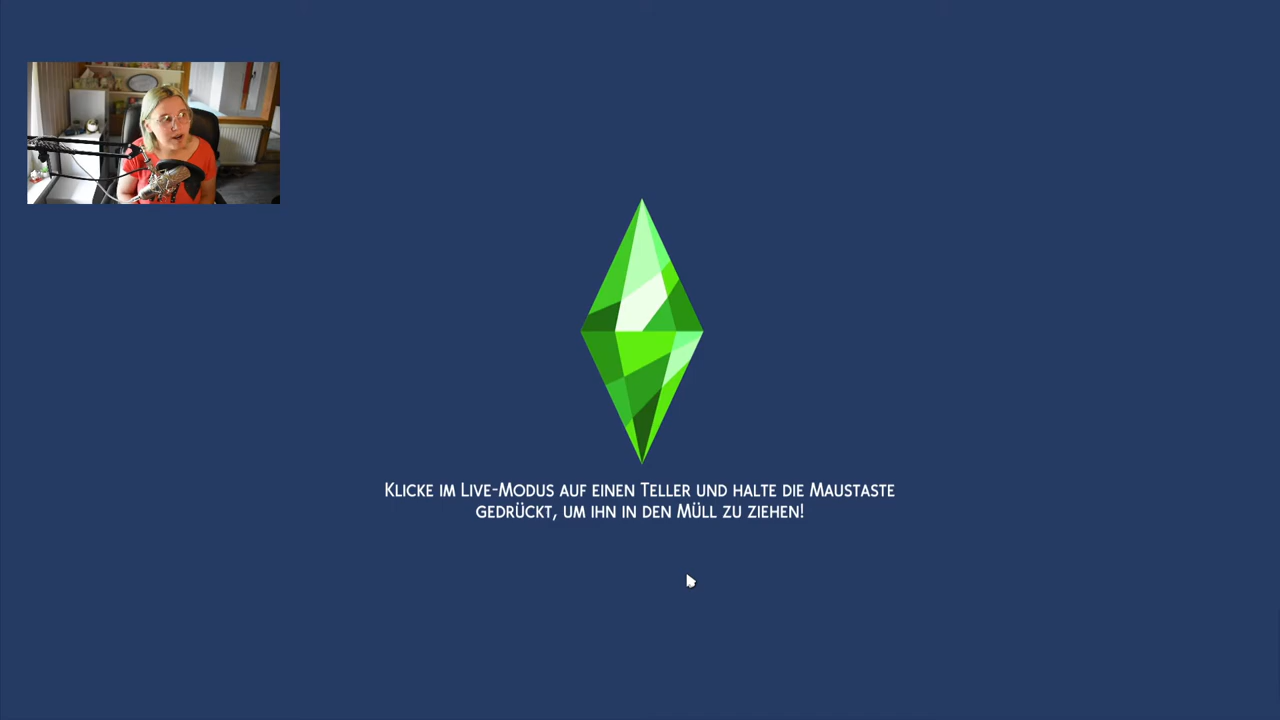 Klicke im Live-Modus auf einen Teller und halte die Maustaste
gedrückt, um ihn in den Müll zu ziehen!